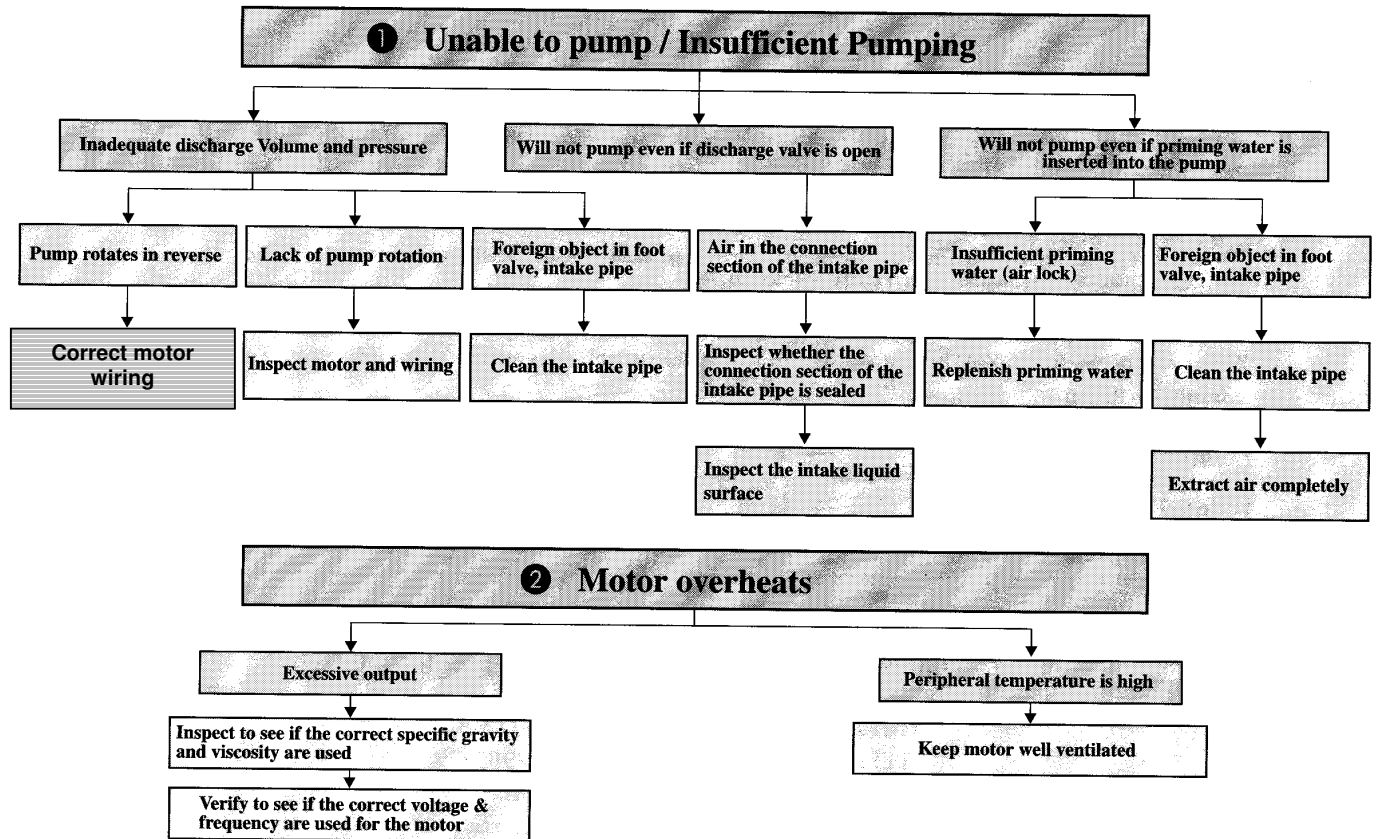 ❶ Unable to pump / Insufficient Pumping
Inadequate discharge Volume and pressure
Will not pump even if discharge valve is open
Will not pump even if priming water is
inserted into the pump
Pump rotates in reverse
Lack of pump rotation
Foreign object in foot
valve, intake pipe
Air in the connection
section of the intake pipe
Insufficient priming
water (air lock)
Foreign object in foot
valve, intake pipe
Correct motor
wiring
Inspect motor and wiring
Clean the intake pipe
Inspect whether the
connection section of the
intake pipe is sealed
Replenish priming water
Clean the intake pipe
Inspect the intake liquid
surface
Extract air completely
❷ Motor overheats
Excessive output
Peripheral temperature is high
Inspect to see if the correct specific gravity
and viscosity are used
Keep motor well ventilated
Verify to see if the correct voltage &
frequency are used for the motor